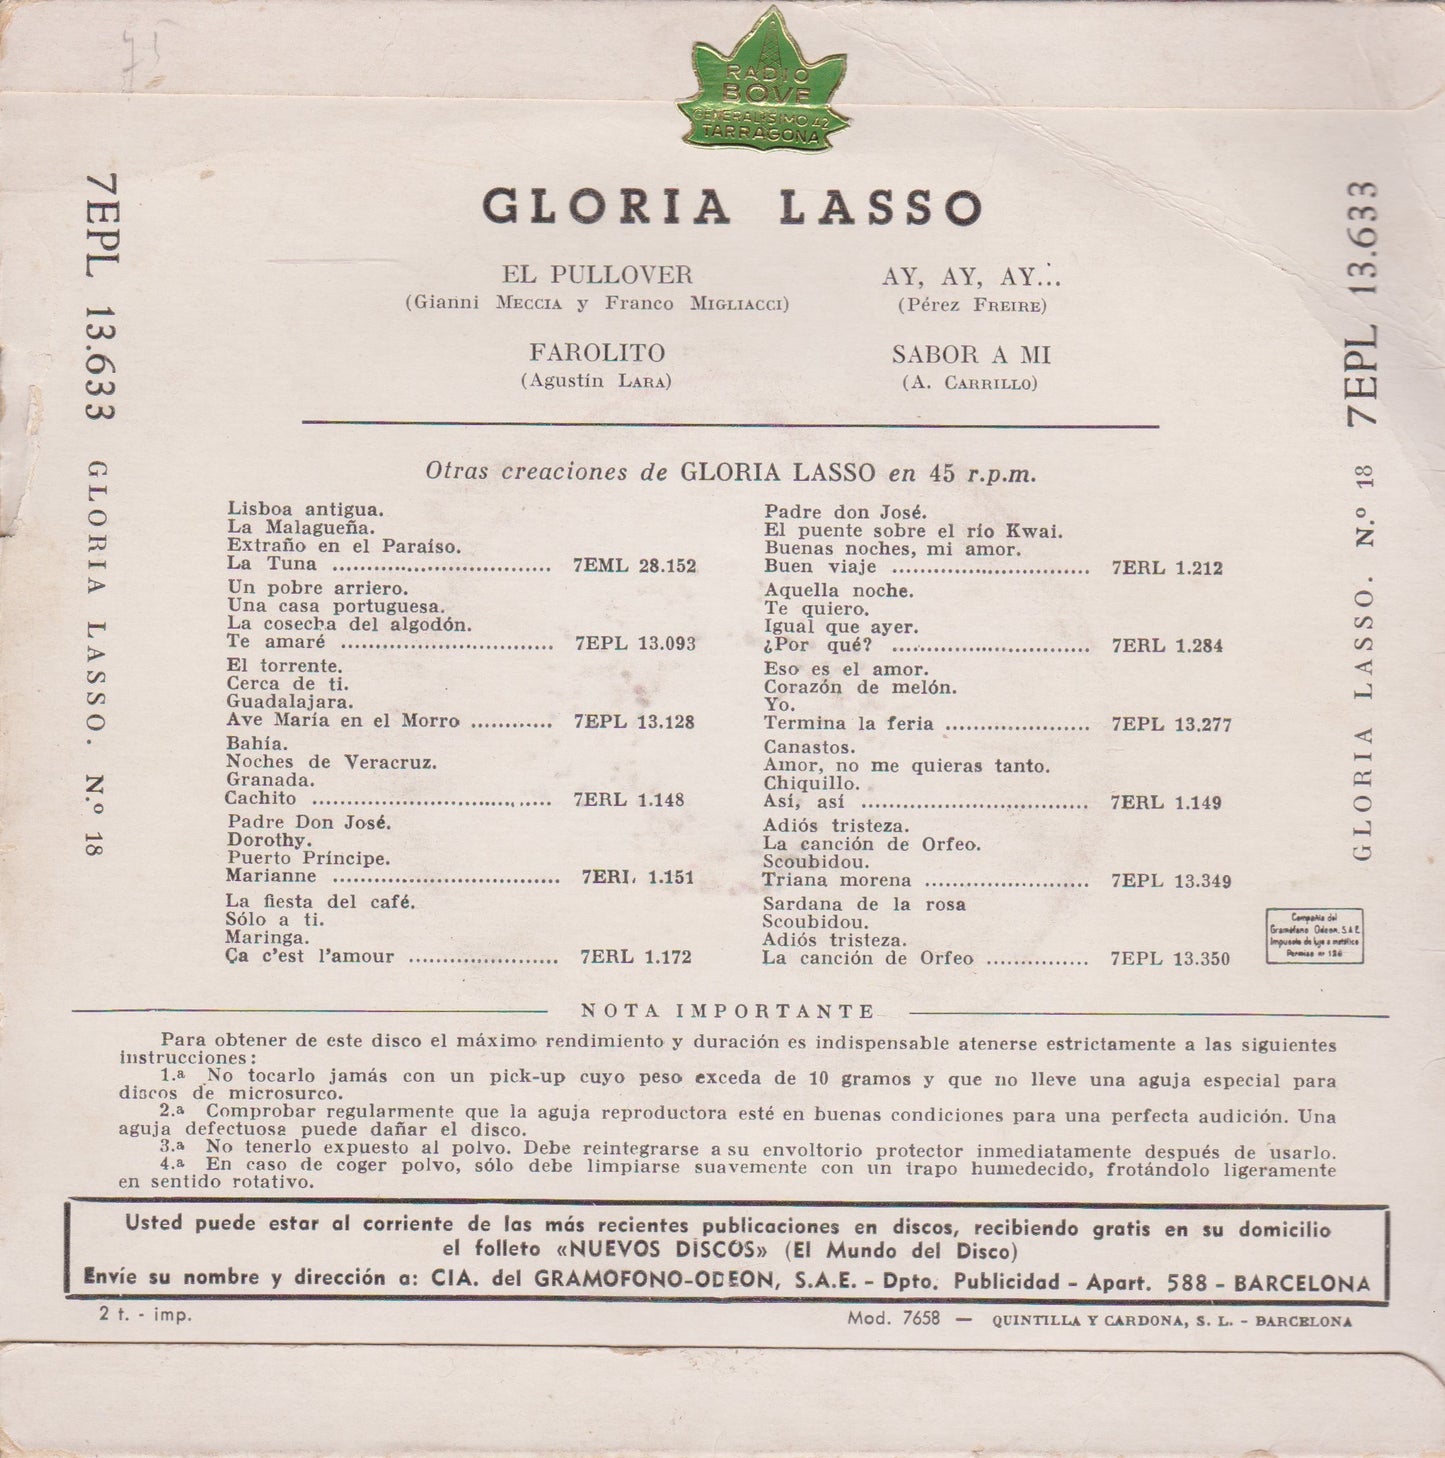 RADIO
BOVE
GENERALISIMO 42
TARRAGONA
7EPL 13.633 GLORIA LASSO. N.º 18
GLORIA LASSO
EL PULLOVER
(Gianni MECCIA y Franco MIGLIACCI)
AY, AY, AY...
(Pérez FREIRE)
FAROLITO
(Agustín LARA)
SABOR A MI
(A. CARRILLO)
Otras creaciones de GLORIA LASSO en 45 r.p.m.
Lisboa antigua.
La Malagueña.
Extraño en el Paraíso.
La Tuna ................................ 7EML 28.152
Un pobre arriero.
Una casa portuguesa.
La cosecha del algodón.
Te amaré ............................... 7EPL 13.093
El torrente.
Cerca de ti.
Guadalajara.
Ave María en el Morro ............ 7EPL 13.128
Bahía.
Noches de Veracruz.
Granada.
Cachito ................................... 7ERL 1.148
Padre Don José.
Dorothy.
Puerto Príncipe.
Marianne ................................. 7ERL 1.151
La fiesta del café.
Sólo a ti.
Maringa.
Ça c'est l'amour ...................... 7ERL 1.172
Padre don José.
El puente sobre el río Kwai.
Buenas noches, mi amor.
Buen viaje ............................. 7ERL 1.212
Aquella noche.
Te quiero.
Igual que ayer.
¿Por qué? ............................. 7ERL 1.284
Eso es el amor.
Corazón de melón.
Yo.
Termina la feria ..................... 7EPL 13.277
Canastos.
Amor, no me quieras tanto.
Chiquillo.
Así, así ................................. 7ERL 1.149
Adiós tristeza.
La canción de Orfeo.
Scoubidou.
Triana morena ........................ 7EPL 13.349
Sardana de la rosa
Scoubidou.
Adiós tristeza.
La canción de Orfeo ............... 7EPL 13.350
7EPL 13.633
GLORIA LASSO. N.º 18
Compañía del
Gramófono Odeon, S.A.E.
Impuesto de lujo a metálico
Permiso nº 126
NOTA IMPORTANTE
Para obtener de este disco el máximo rendimiento y duración es indispensable atenerse estrictamente a las siguientes
instrucciones:
1.ª No tocarlo jamás con un pick-up cuyo peso exceda de 10 gramos y que no lleve una aguja especial para
discos de microsurco.
2.ª Comprobar regularmente que la aguja reproductora esté en buenas condiciones para una perfecta audición. Una
aguja defectuosa puede dañar el disco.
3.ª No tenerlo expuesto al polvo. Debe reintegrarse a su envoltorio protector inmediatamente después de usarlo.
4.ª En caso de coger polvo, sólo debe limpiarse suavemente con un trapo humedecido, frotándolo ligeramente
en sentido rotativo.
Usted puede estar al corriente de las más recientes publicaciones en discos, recibiendo gratis en su domicilio
el folleto «NUEVOS DISCOS» (El Mundo del Disco)
Envíe su nombre y dirección a: CIA. del GRAMOFONO-ODEON, S.A.E. - Dpto. Publicidad - Apart. 588 - BARCELONA
2 t. - imp.
Mod. 7658 — QUINTILLA Y CARDONA, S. L. - BARCELONA